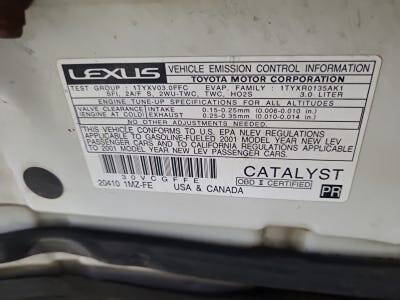 LEXUS VEHICLE EMISSION CONTROL INFORMATION
TOYOTA MOTOR CORPORATION
TEST GROUP : 1TYXV03.0FFC EVAP. FAMILY : 1TYXR0135AK1
SFI, 2A/F S, 2WU-TWC, TWC, HO2S 3.0 LITER
ENGINE TUNE-UP SPECIFICATIONS
VALVE CLEARANCE INTAKE 0.15-0.25mm (0.006-0.010 in.)
(ENGINE AT COLD) EXHAUST 0.25-0.35mm (0.010-0.014 in.)
NO OTHER ADJUSTMENTS NEEDED.
THIS VEHICLE CONFORMS TO U.S. EPA NLEV REGULATIONS
APPLICABLE TO GASOLINE-FUELED 2001 MODEL YEAR NEW LEV
PASSENGER CARS AND TO CALIFORNIA REGULATIONS APPLICABLE
TO 2001 MODEL YEAR NEW LEV PASSENGER CARS.
30VCGFFE
20410 1MZ-FE USA & CANADA
CATALYST
OBD II CERTIFIED
PR